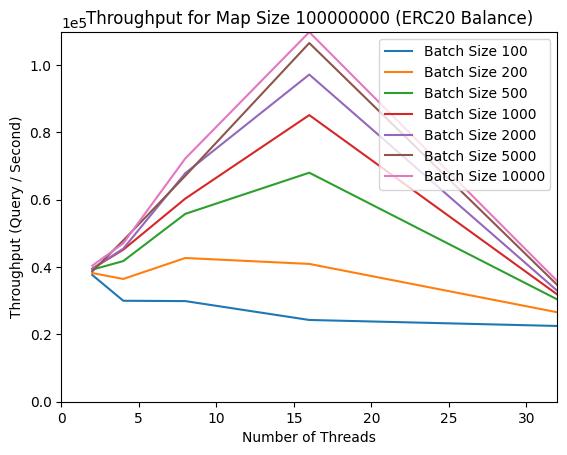 Throughput for Map Size 100000000 (ERC20 Balance)
1e5
Throughput (Query / Second)
1.0
0.8
0.6
0.4
0.2
0.0
Batch Size 100
Batch Size 200
Batch Size 500
Batch Size 1000
Batch Size 2000
Batch Size 5000
Batch Size 10000
0 5 10 15 20 25 30
Number of Threads